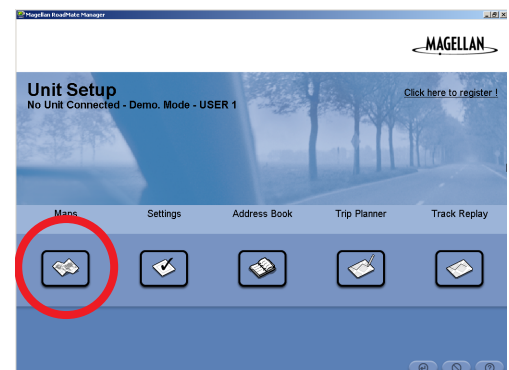 Magellan RoadMate Manager
MAGELLAN
Unit Setup
No Unit Connected - Demo. Mode - USER 1
Click here to register !
Maps Settings Address Book Trip Planner Track Replay